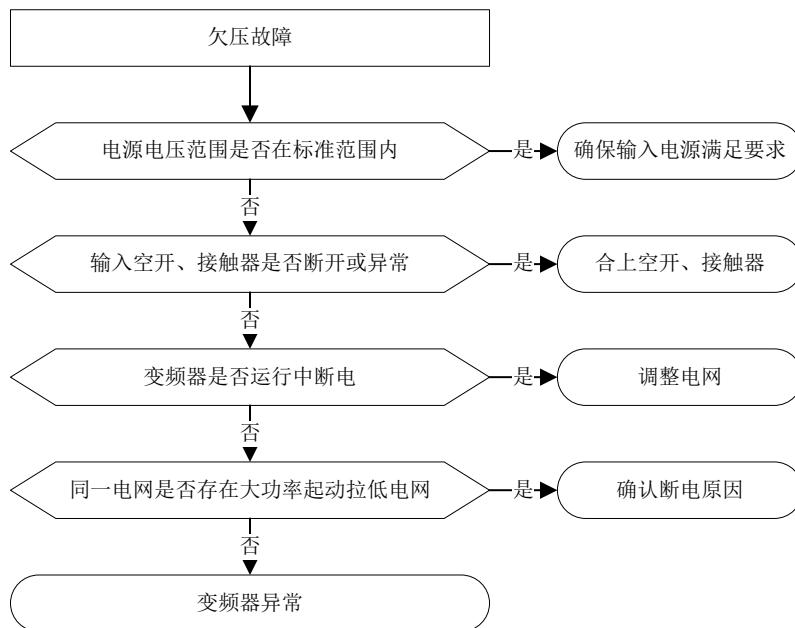 欠压故障
电源电压范围是否在标准范围内
是
确保输入电源满足要求
否
输入空开、接触器是否断开或异常
是
合上空开、接触器
否
变频器是否运行中断电
是
调整电网
否
同一电网是否存在大功率起动拉低电网
是
确认断电原因
否
变频器异常